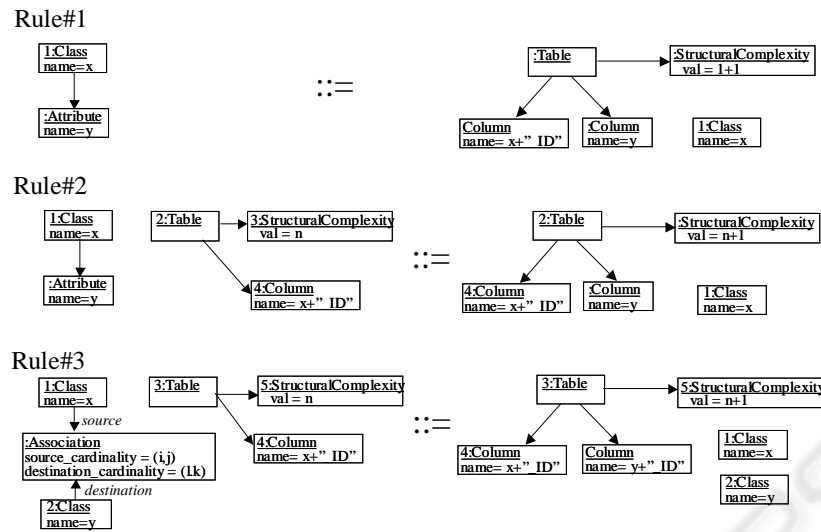 Rule#1
1:Class
name=x
:Attribute
name=y
::=
:Table
:StructuralComplexity
val = 1+1
Column
name= x+"_ID"
:Column
name=y
1:Class
name=x
Rule#2
1:Class
name=x
:Attribute
name=y
2:Table
3:StructuralComplexity
val = n
4:Column
name= x+"_ID"
::=
2:Table
:StructuralComplexity
val = n+1
4:Column
name= x+"_ID"
:Column
name=y
1:Class
name=x
Rule#3
1:Class
name=x
source
:Association
source_cardinality = (i,j)
destination_cardinality = (l.k)
destination
2:Class
name=y
3:Table
5:StructuralComplexity
val = n
4:Column
name= x+"_ID"
::=
3:Table
5:StructuralComplexity
val = n+1
4:Column
name= x+"_ID"
Column
name= y+"_ID"
1:Class
name=x
2:Class
name=y